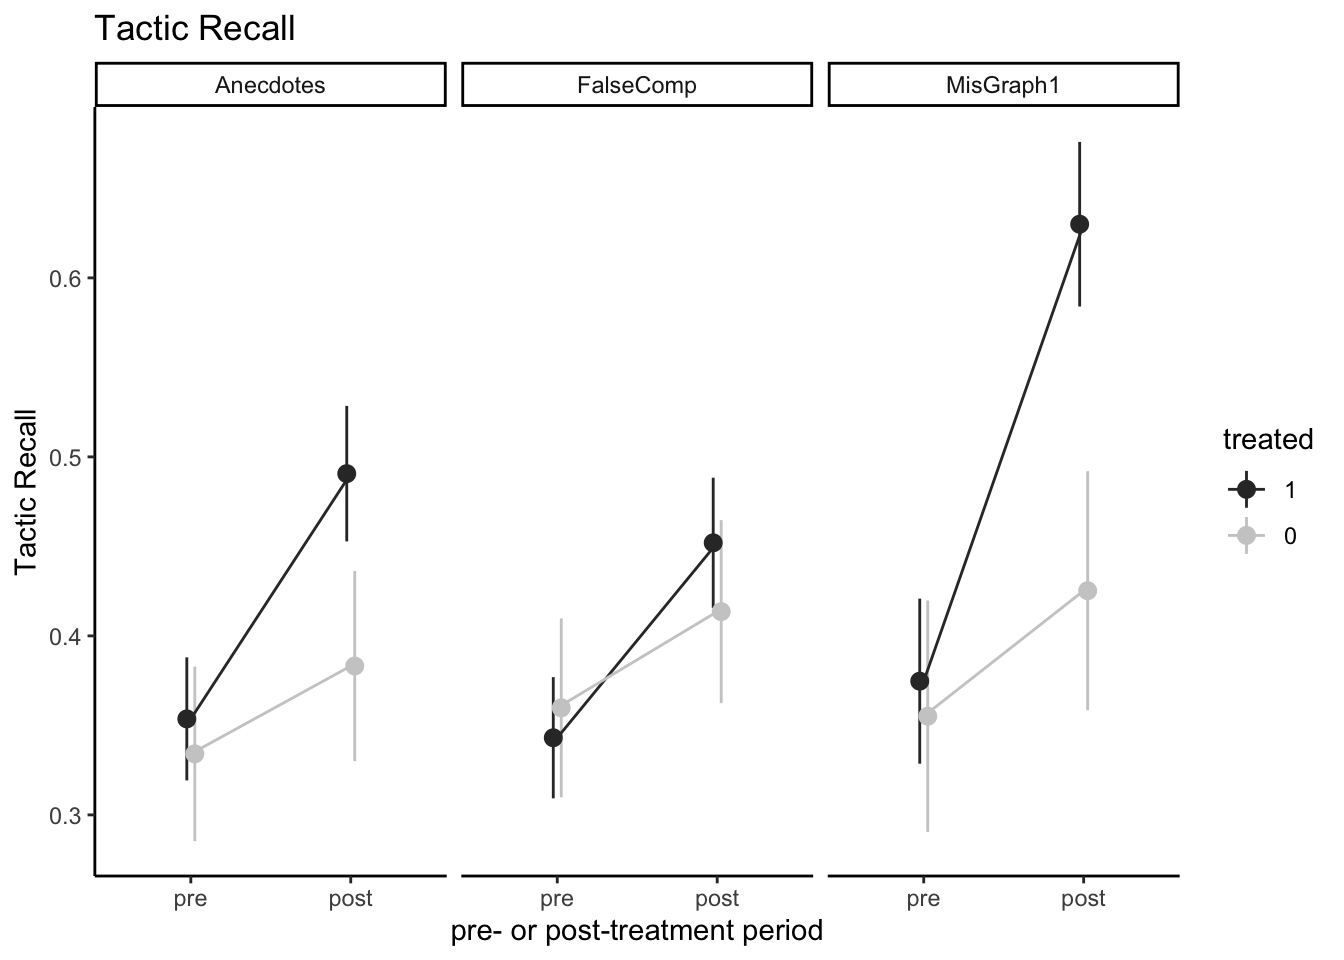 Tactic Recall
Anecdotes
FalseComp
MisGraph1
Tactic Recall
0.6
0.5
0.4
0.3
pre
post
pre
post
pre
post
pre- or post-treatment period
treated
1
0